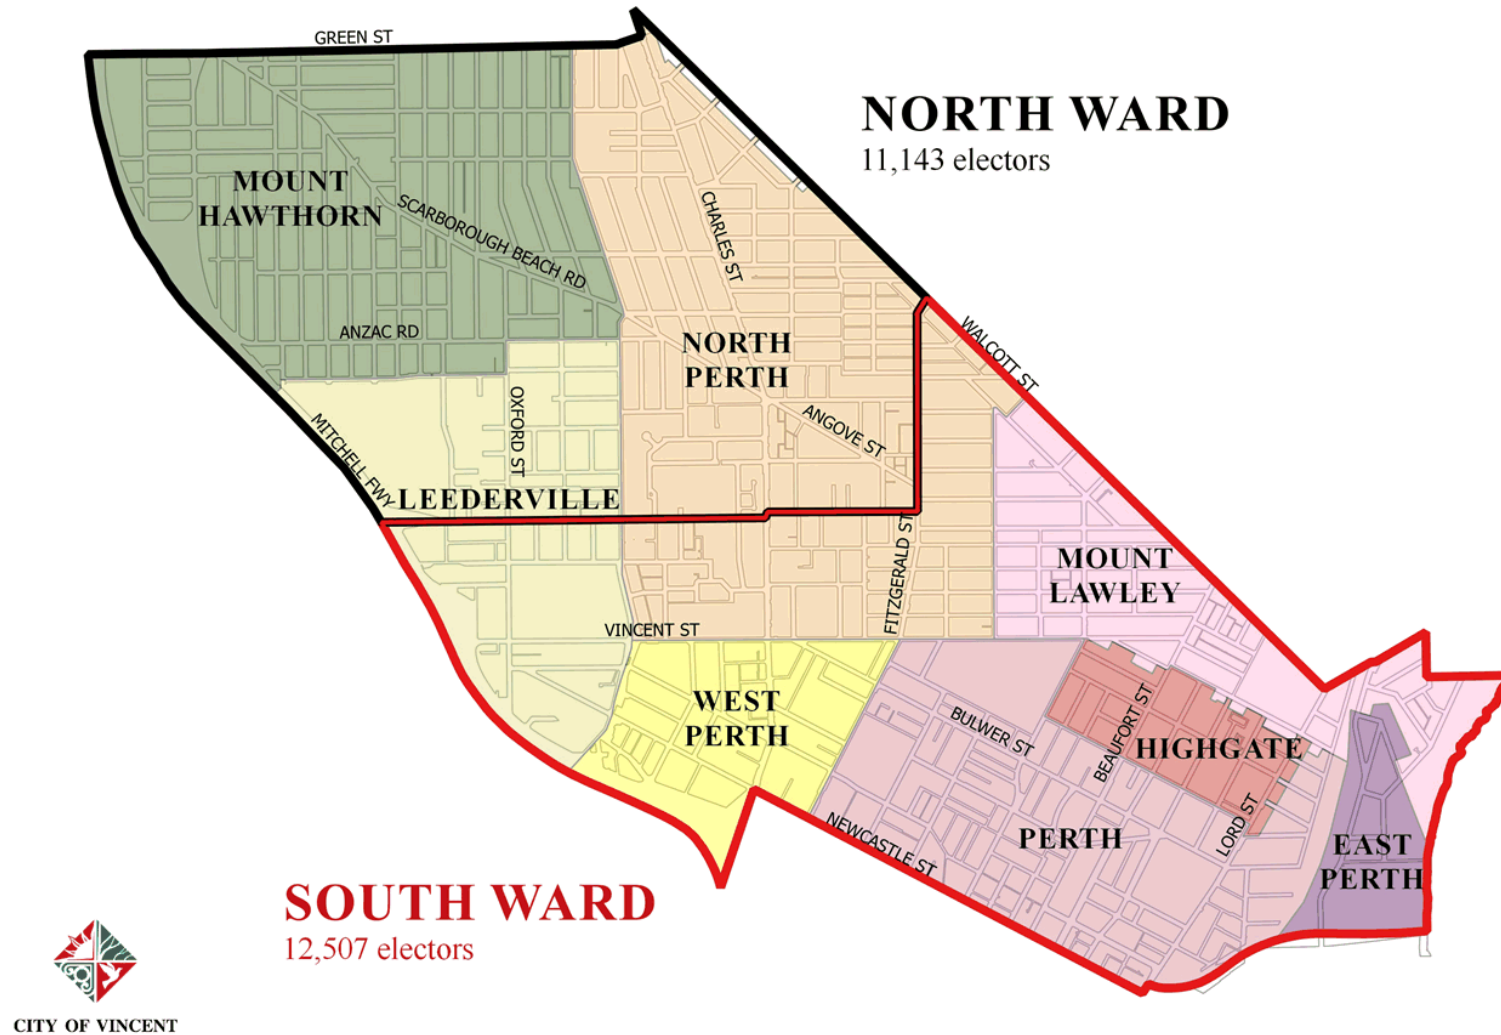 GREEN ST
NORTH WARD
11,143 electors
MOUNT
HAWTHORN
SCARBOROUGH BEACH RD
CHARLES ST
ANZAC RD
NORTH
PERTH
WALCOTT ST
OXFORD ST
ANGOVE ST
MITCHELL FWY
LEEDERVILLE
FITZGERALD ST
MOUNT
LAWLEY
VINCENT ST
WEST
PERTH
BULWER ST
BEAUFORT ST
HIGHGATE
NEWCASTLE ST
PERTH
LORD ST
EAST
PERTH
SOUTH WARD
12,507 electors
CITY OF VINCENT